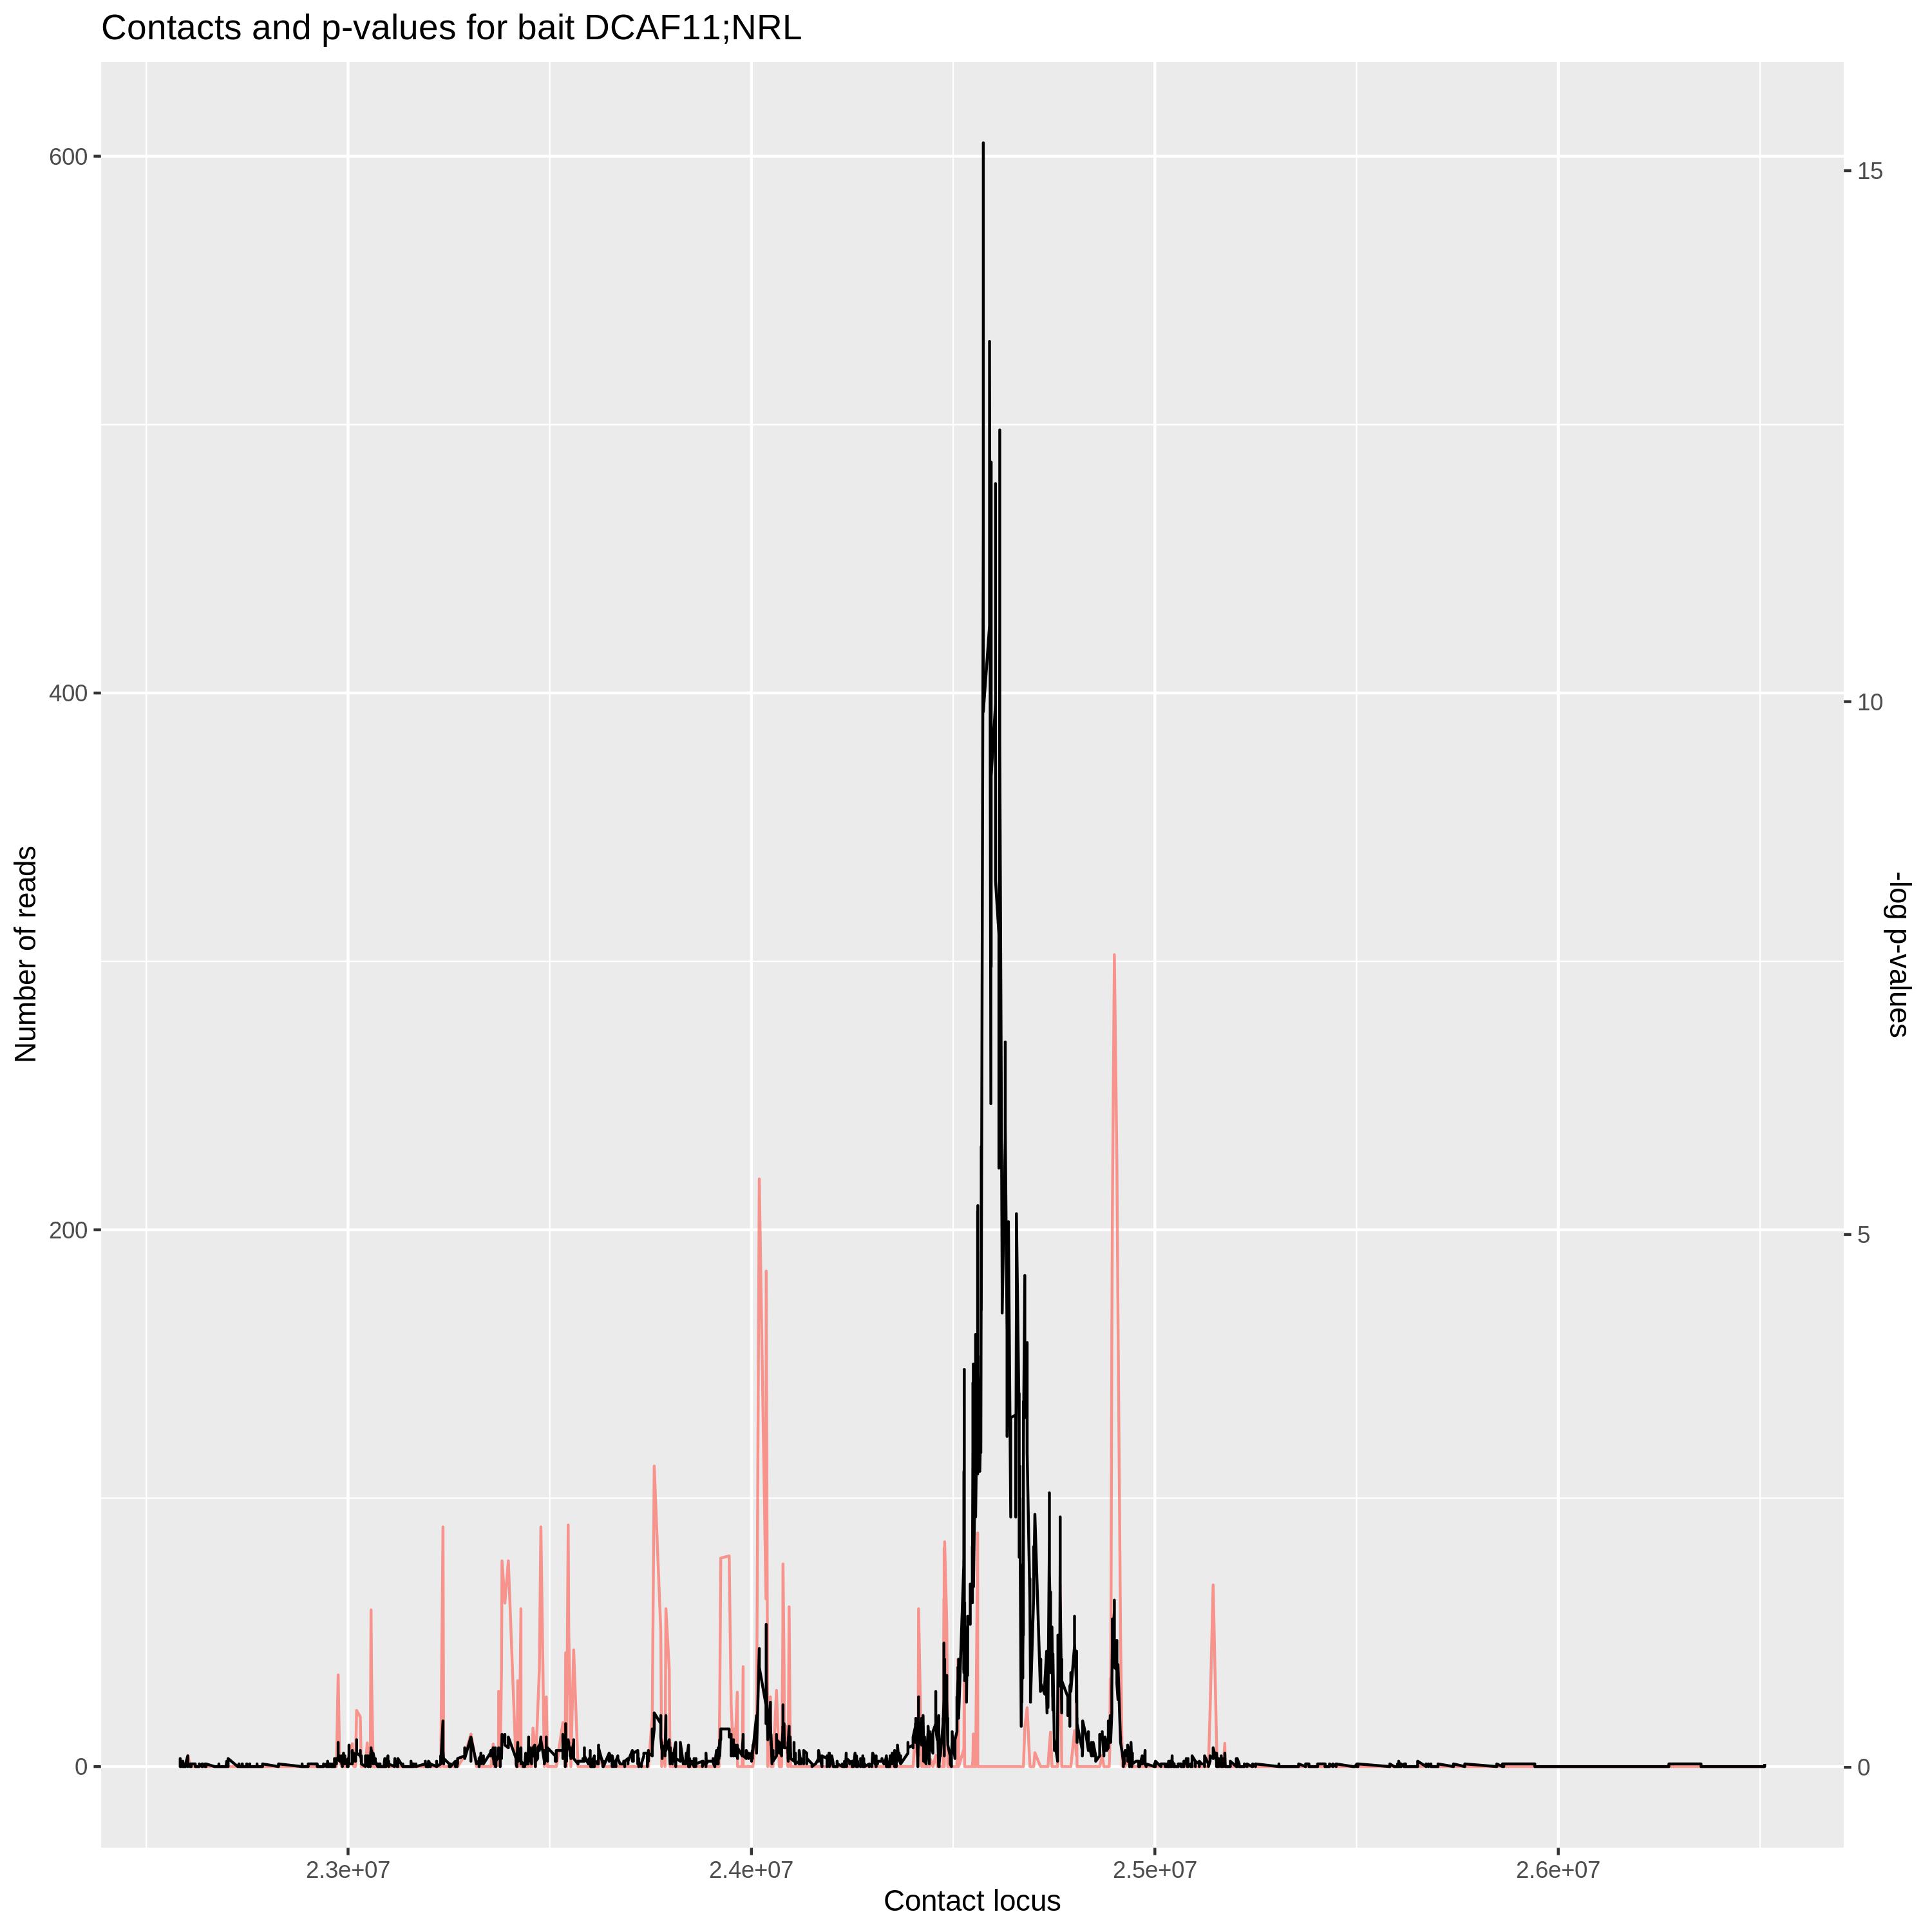 Contacts and p-values for bait DCAF11;NRL
600
400
200
0
Number of reads
15
10
5
0
-log p-values
2.3e+07
2.4e+07
2.5e+07
2.6e+07
Contact locus